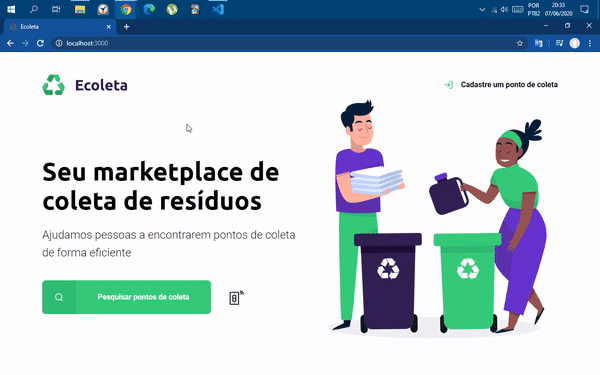 POR
20:33
PTB2
07/06/2020
Ecoleta
localhost:3000
Ecoleta
Cadastre um ponto de coleta
Seu marketplace de
coleta de resíduos
Ajudamos pessoas a encontrarem pontos de coleta
de forma eficiente
Pesquisar pontos de coleta